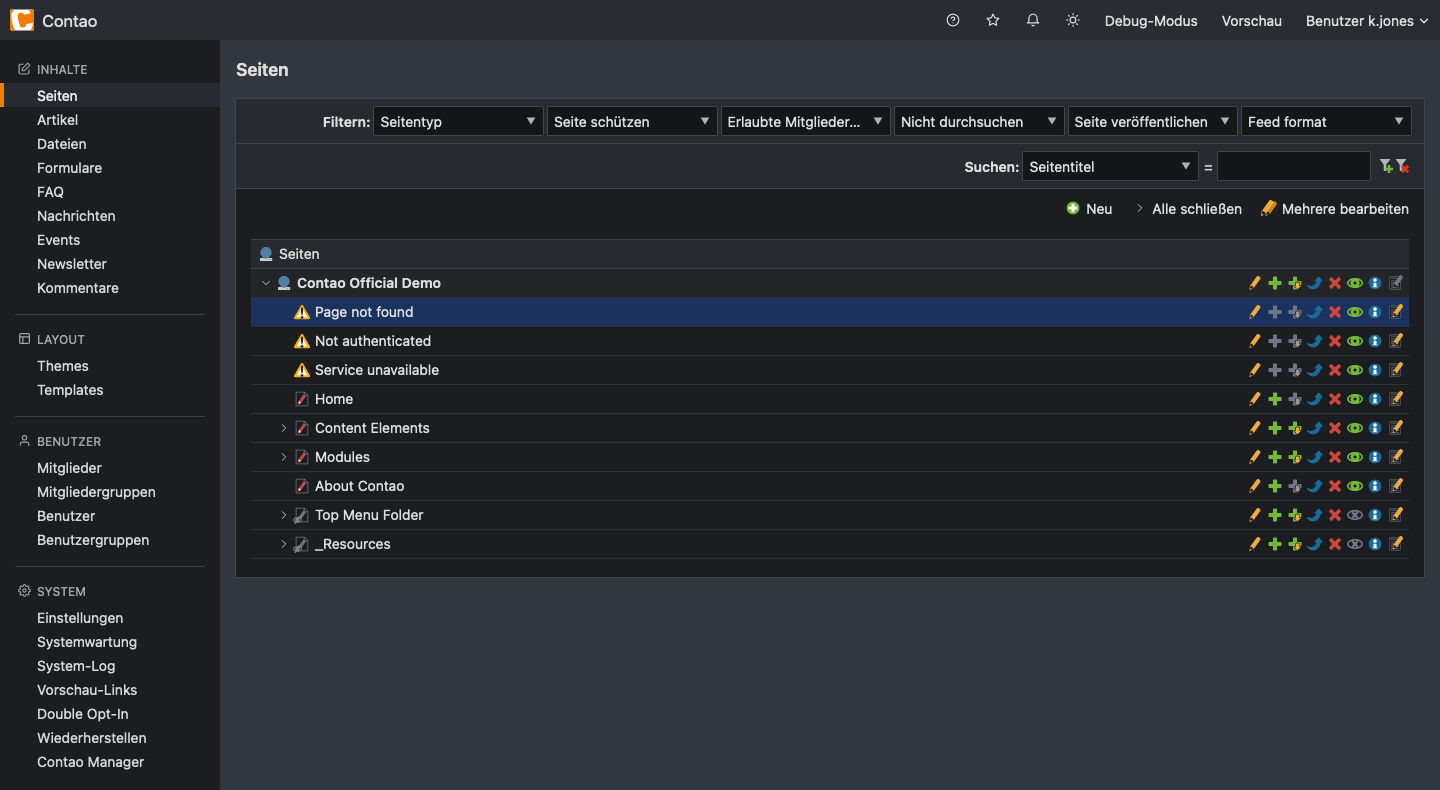 Contao
Debug-Modus
Vorschau
Benutzer k.jones
INHALTE
Seiten
Artikel
Dateien
Formulare
FAQ
Nachrichten
Events
Newsletter
Kommentare
LAYOUT
Themes
Templates
BENUTZER
Mitglieder
Mitgliedergruppen
Benutzer
Benutzergruppen
SYSTEM
Einstellungen
Systemwartung
System-Log
Vorschau-Links
Double Opt-In
Wiederherstellen
Contao Manager
Seiten
Filtern: Seitentyp Seite schützen Erlaubte Mitglieder... Nicht durchsuchen Seite veröffentlichen Feed format
Suchen: Seitentitel =
Neu Alle schließen Mehrere bearbeiten
Seiten
Contao Official Demo
Page not found
Not authenticated
Service unavailable
Home
Content Elements
Modules
About Contao
Top Menu Folder
_Resources